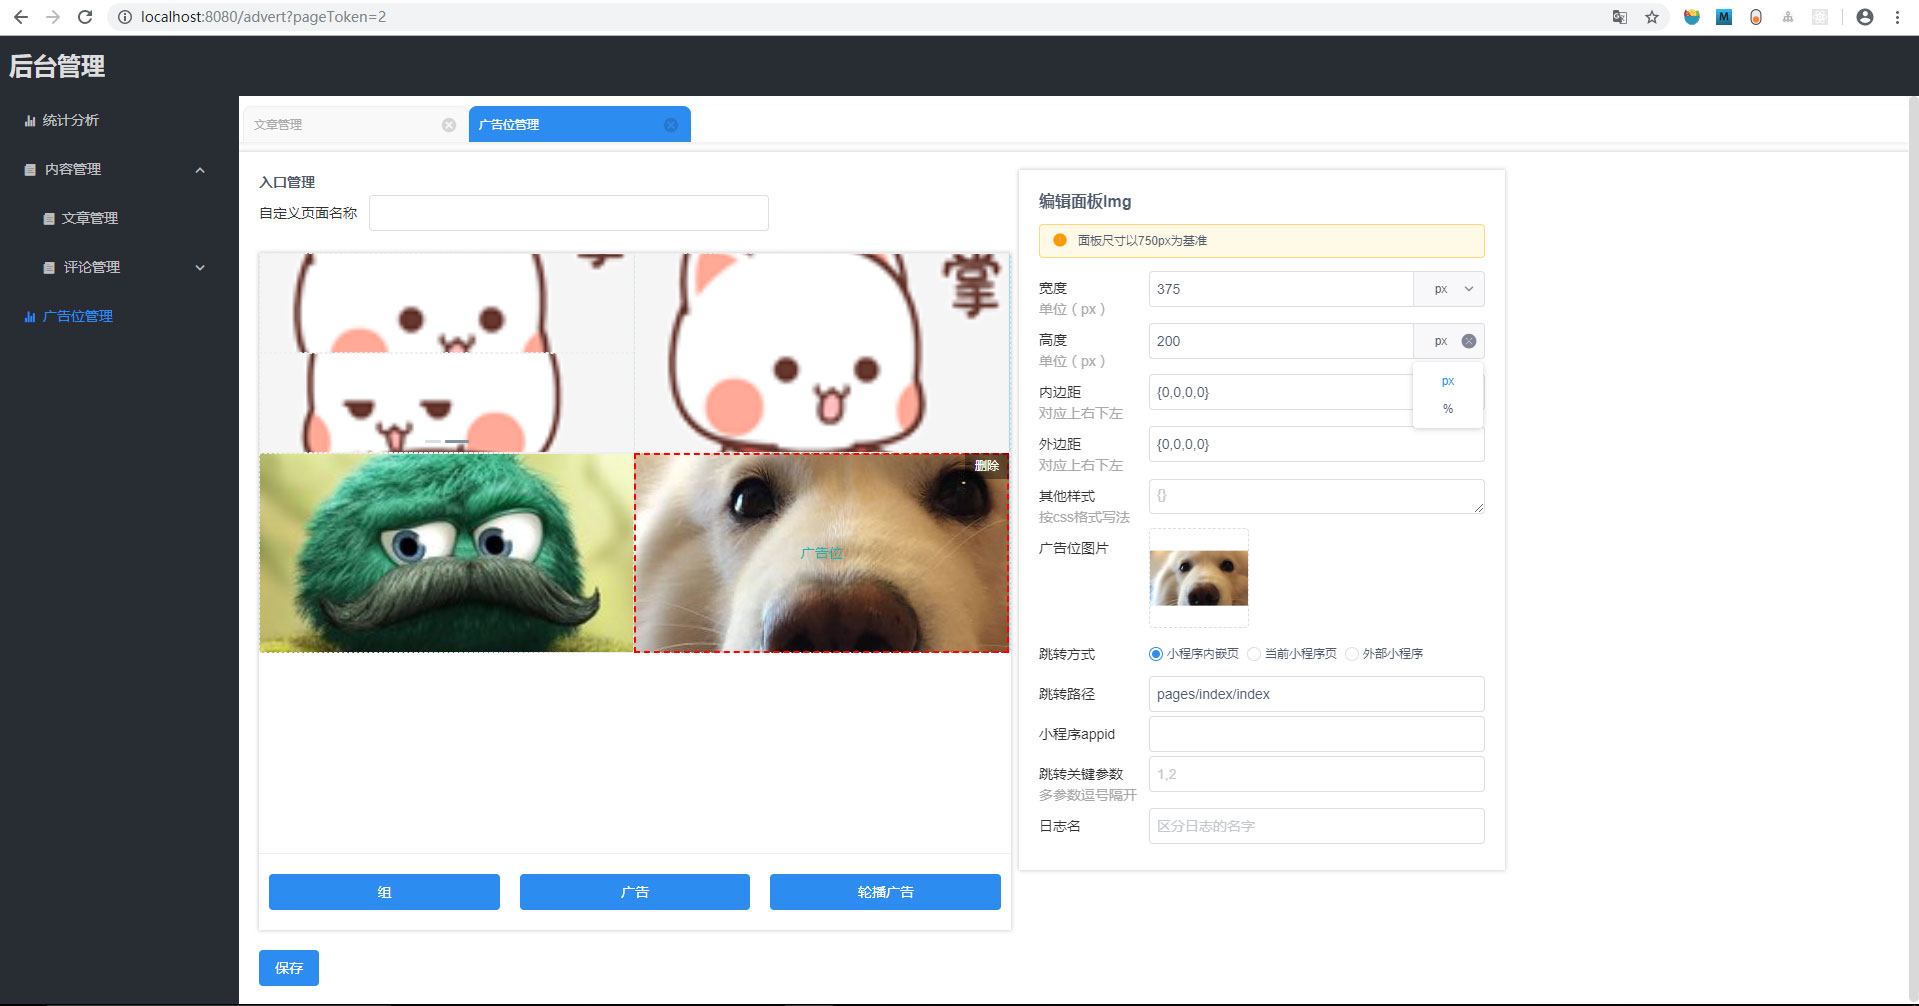 localhost:8080/advert?pageToken=2
M
后台管理
统计分析
内容管理
文章管理
评论管理
广告位管理
文章管理
广告位管理
入口管理
自定义页面名称
掌
删除
广告位
组
广告
轮播广告
保存
编辑面板Img
面板尺寸以750px为基准
宽度
单位（px）
375
px
高度
单位（px）
200
px
px
%
内边距
对应上右下左
{0,0,0,0}
外边距
对应上右下左
{0,0,0,0}
其他样式
按css格式写法
{}
广告位图片
跳转方式
小程序内嵌页 当前小程序页 外部小程序
跳转路径
pages/index/index
小程序appid
跳转关键参数
多参数逗号隔开
1,2
日志名
区分日志的名字